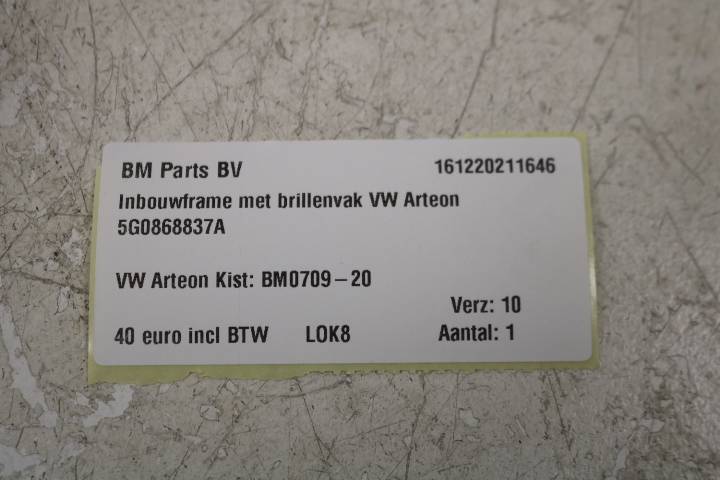 BM Parts BV 161220211646
Inbouwframe met brillenvak VW Arteon
5G0868837A
VW Arteon Kist: BM0709-20
Verz: 10
40 euro incl BTW LOK8 Aantal: 1